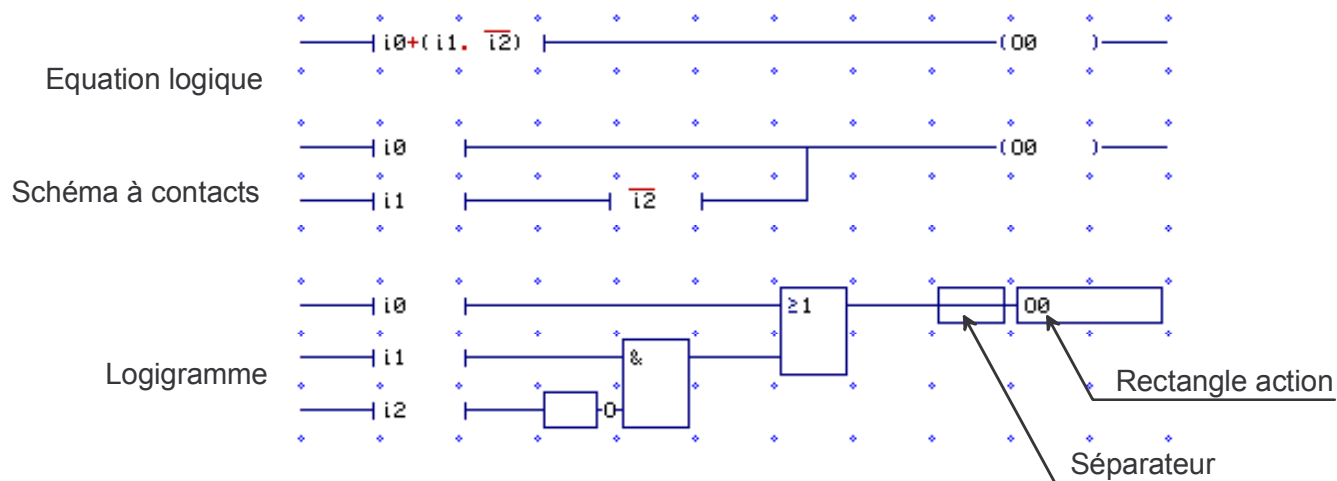 i0+(i1. i2̅) (O0 )
Equation logique
i0 (O0 )
Schéma à contacts
i1 i2̅
i0 ≥1 O0
i1 &
Logigramme
Rectangle action
i2 O
Séparateur